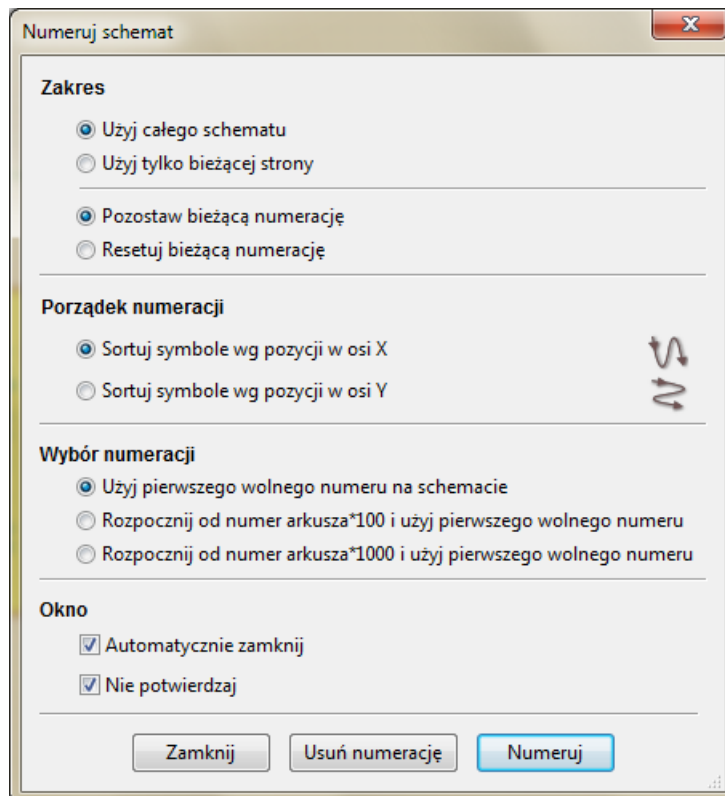 Numeruj schemat
Zakres
Użyj całego schematu
Użyj tylko bieżącej strony
Pozostaw bieżącą numerację
Resetuj bieżącą numerację
Porządek numeracji
Sortuj symbole wg pozycji w osi X
Sortuj symbole wg pozycji w osi Y
Wybór numeracji
Użyj pierwszego wolnego numeru na schemacie
Rozpocznij od numer arkusza*100 i użyj pierwszego wolnego numeru
Rozpocznij od numer arkusza*1000 i użyj pierwszego wolnego numeru
Okno
Automatycznie zamknij
Nie potwierdzaj
Zamknij Usuń numerację Numeruj